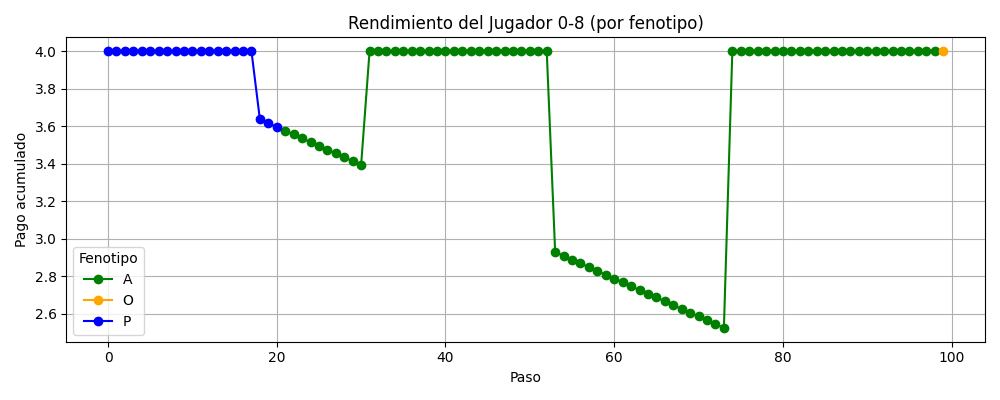 Rendimiento del Jugador 0-8 (por fenotipo)
Pago acumulado
4.0
3.8
3.6
3.4
3.2
3.0
2.8
2.6
Fenotipo
A
O
P
0 20 40 60 80 100
Paso